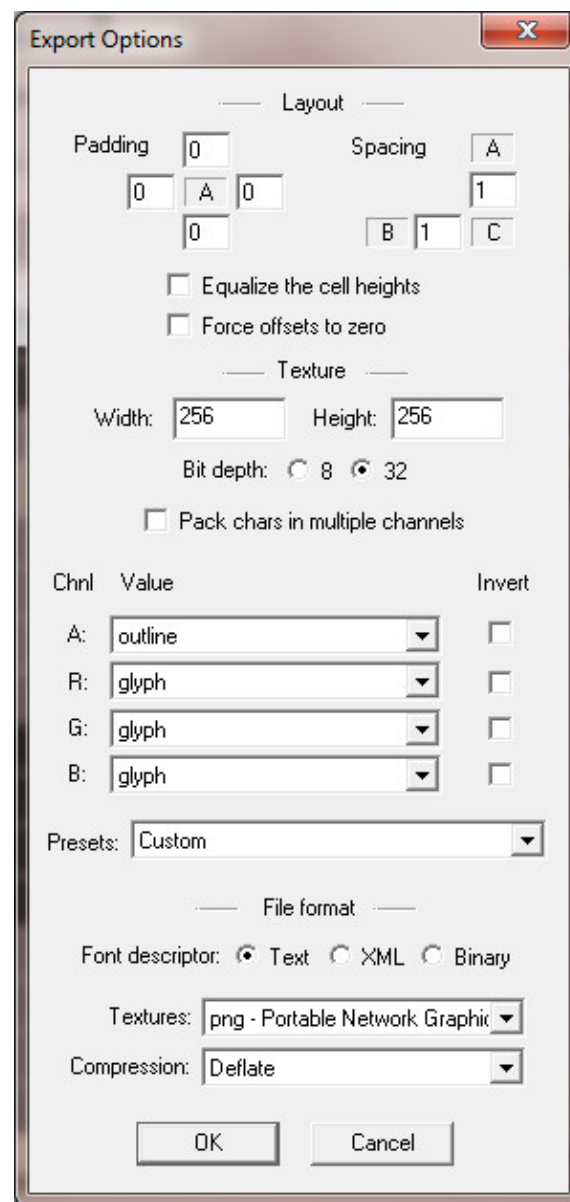 Export Options
Layout
Padding 0 Spacing A
0 A 0 1
0 B 1 C
Equalize the cell heights
Force offsets to zero
Texture
Width: 256 Height: 256
Bit depth: 8 32
Pack chars in multiple channels
Chnl Value Invert
A: outline
R: glyph
G: glyph
B: glyph
Presets: Custom
File format
Font descriptor: Text XML Binary
Textures: png - Portable Network Graphic
Compression: Deflate
OK Cancel